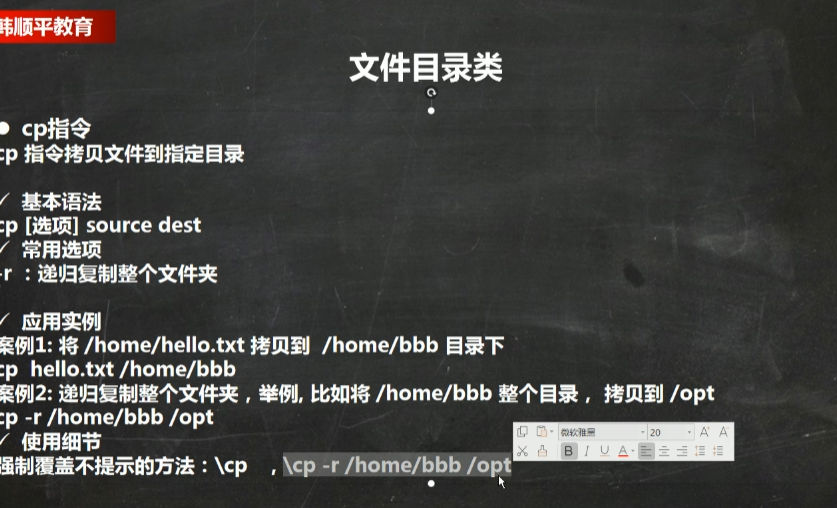 韩顺平教育
文件目录类
cp指令
cp 指令拷贝文件到指定目录
✓ 基本语法
cp [选项] source dest
✓ 常用选项
-r ：递归复制整个文件夹
✓ 应用实例
案例1: 将 /home/hello.txt 拷贝到 /home/bbb 目录下
cp hello.txt /home/bbb
案例2: 递归复制整个文件夹，举例, 比如将 /home/bbb 整个目录， 拷贝到 /opt
cp -r /home/bbb /opt
✓ 使用细节
强制覆盖不提示的方法：\cp ，\cp -r /home/bbb /opt
微软雅黑 20 A+ A-
B I U A